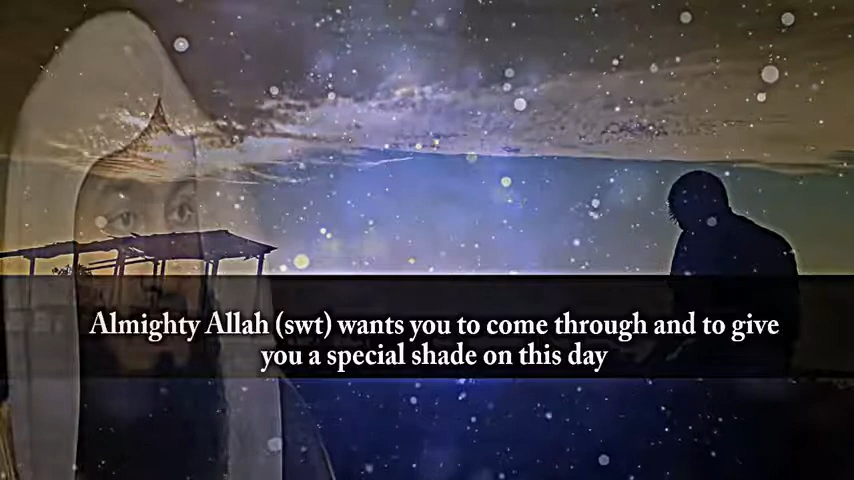 Almighty Allah (swt) wants you to come through and to give
you a special shade on this day